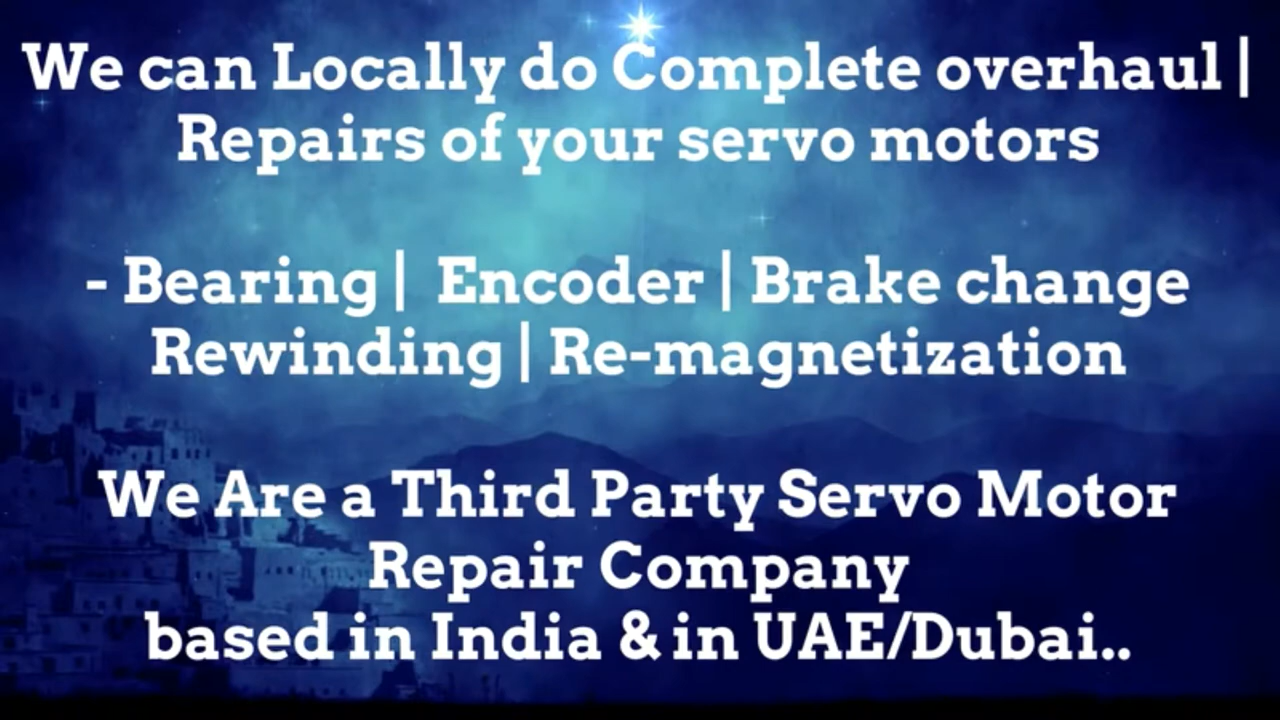 We can Locally do Complete overhaul |
Repairs of your servo motors
- Bearing | Encoder | Brake change
Rewinding | Re-magnetization
We Are a Third Party Servo Motor
Repair Company
based in India & in UAE/Dubai..